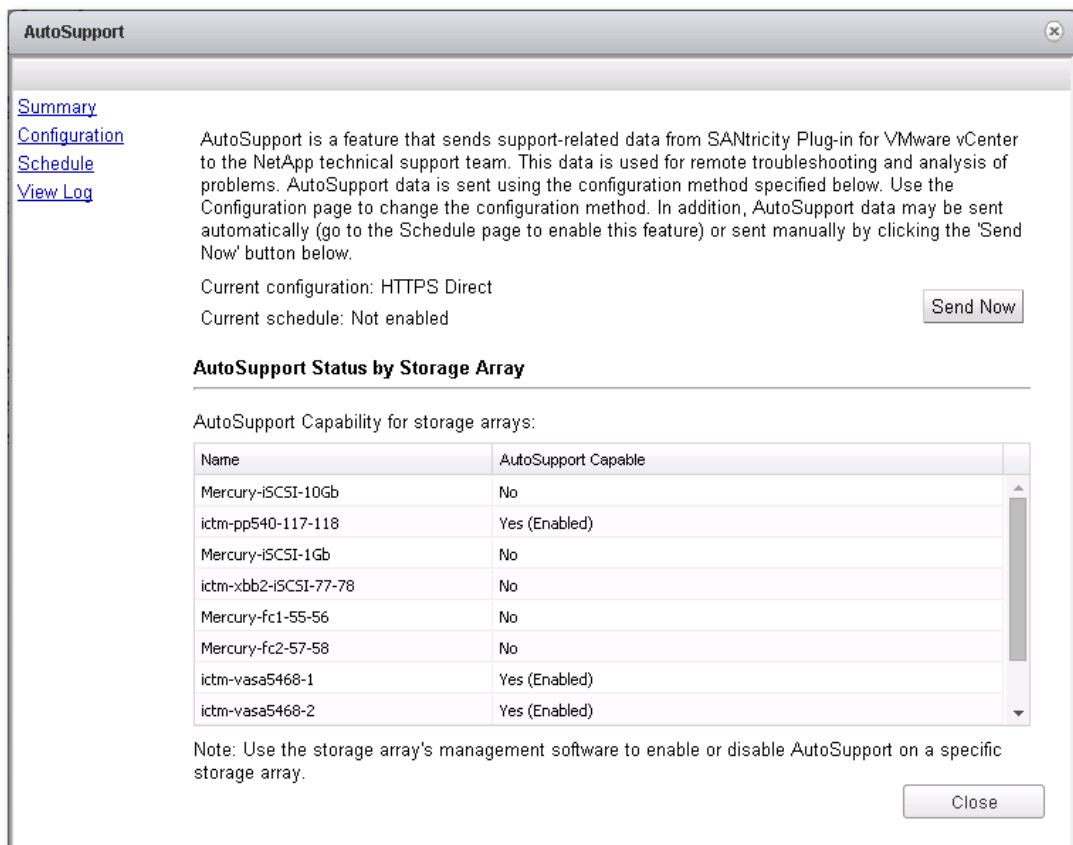 AutoSupport
Summary
Configuration
Schedule
View Log
AutoSupport is a feature that sends support-related data from SANtricity Plug-in for VMware vCenter
to the NetApp technical support team. This data is used for remote troubleshooting and analysis of
problems. AutoSupport data is sent using the configuration method specified below. Use the
Configuration page to change the configuration method. In addition, AutoSupport data may be sent
automatically (go to the Schedule page to enable this feature) or sent manually by clicking the 'Send
Now' button below.
Current configuration: HTTPS Direct
Current schedule: Not enabled
Send Now
AutoSupport Status by Storage Array
AutoSupport Capability for storage arrays:
Name AutoSupport Capable
Mercury-iSCSI-10Gb No
ictm-pp540-117-118 Yes (Enabled)
Mercury-iSCSI-1Gb No
ictm-xbb2-iSCSI-77-78 No
Mercury-fc1-55-56 No
Mercury-fc2-57-58 No
ictm-vasa5468-1 Yes (Enabled)
ictm-vasa5468-2 Yes (Enabled)
Note: Use the storage array's management software to enable or disable AutoSupport on a specific
storage array.
Close